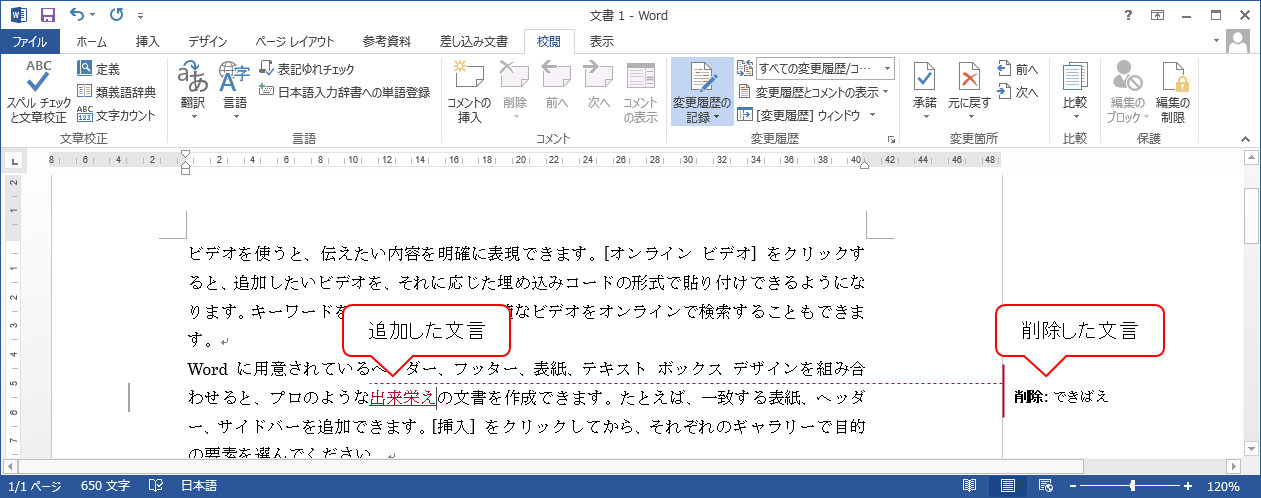 文書 1 - Word
ファイル ホーム 挿入 デザイン ページ レイアウト 参考資料 差し込み文書 校閲 表示
ABC
スペル チェック
と文章校正
定義
類義語辞典
文字カウント
文章校正
翻訳
言語
表記ゆれチェック
日本語入力辞書への単語登録
言語
コメントの
挿入
削除
前へ
次へ
コメント
の表示
コメント
変更履歴の
記録
すべての変更履歴/コ…
変更履歴とコメントの表示
[変更履歴] ウィンドウ
変更履歴
承諾
元に戻す
前へ
次へ
変更箇所
比較
比較
編集の
ブロック
編集の
制限
保護
8 6 4 2 2 4 6 8 10 12 14 16 18 20 22 24 26 28 30 32 34 36 38 40 42 44 46 48
2
1
1
2
3
4
5
6
7
ビデオを使うと、伝えたい内容を明確に表現できます。[オンライン ビデオ] をクリックす
ると、追加したいビデオを、それに応じた埋め込みコードの形式で貼り付けできるようにな
ります。キーワードを
なビデオをオンラインで検索することもできま
す。
追加した文言
削除した文言
Word に用意されているヘ
ダー、フッター、表紙、テキスト ボックス デザインを組み合
わせると、プロのような出来栄えの文書を作成できます。たとえば、一致する表紙、ヘッダ
ー、サイドバーを追加できます。[挿入] をクリックしてから、それぞれのギャラリーで目的
の要素を選んでください。
削除: できばえ
1/1 ページ 650 文字 日本語 120%